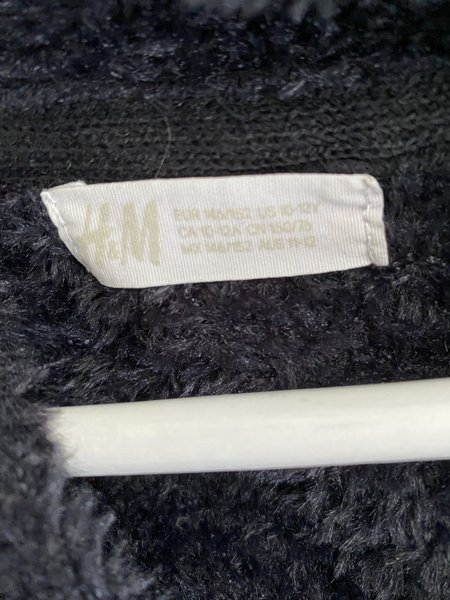 H&M
EUR 146/152 US 10-12Y
CA 10-12A CN 150/72
MX 146/152 AUS 11-12